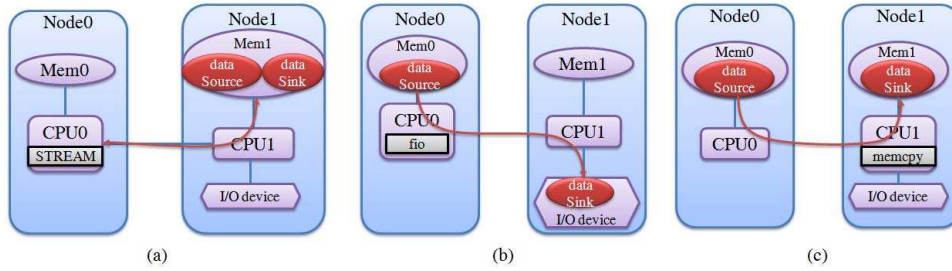 Node0
Mem0
CPU0
STREAM
Node1
Mem1
data
Source
data
Sink
CPU1
I/O device
(a)
Node0
Mem0
data
Source
CPU0
fio
Node1
Mem1
CPU1
data
Sink
I/O device
(b)
Node0
Mem0
data
Source
CPU0
Node1
Mem1
data
Sink
CPU1
memcpy
I/O device
(c)